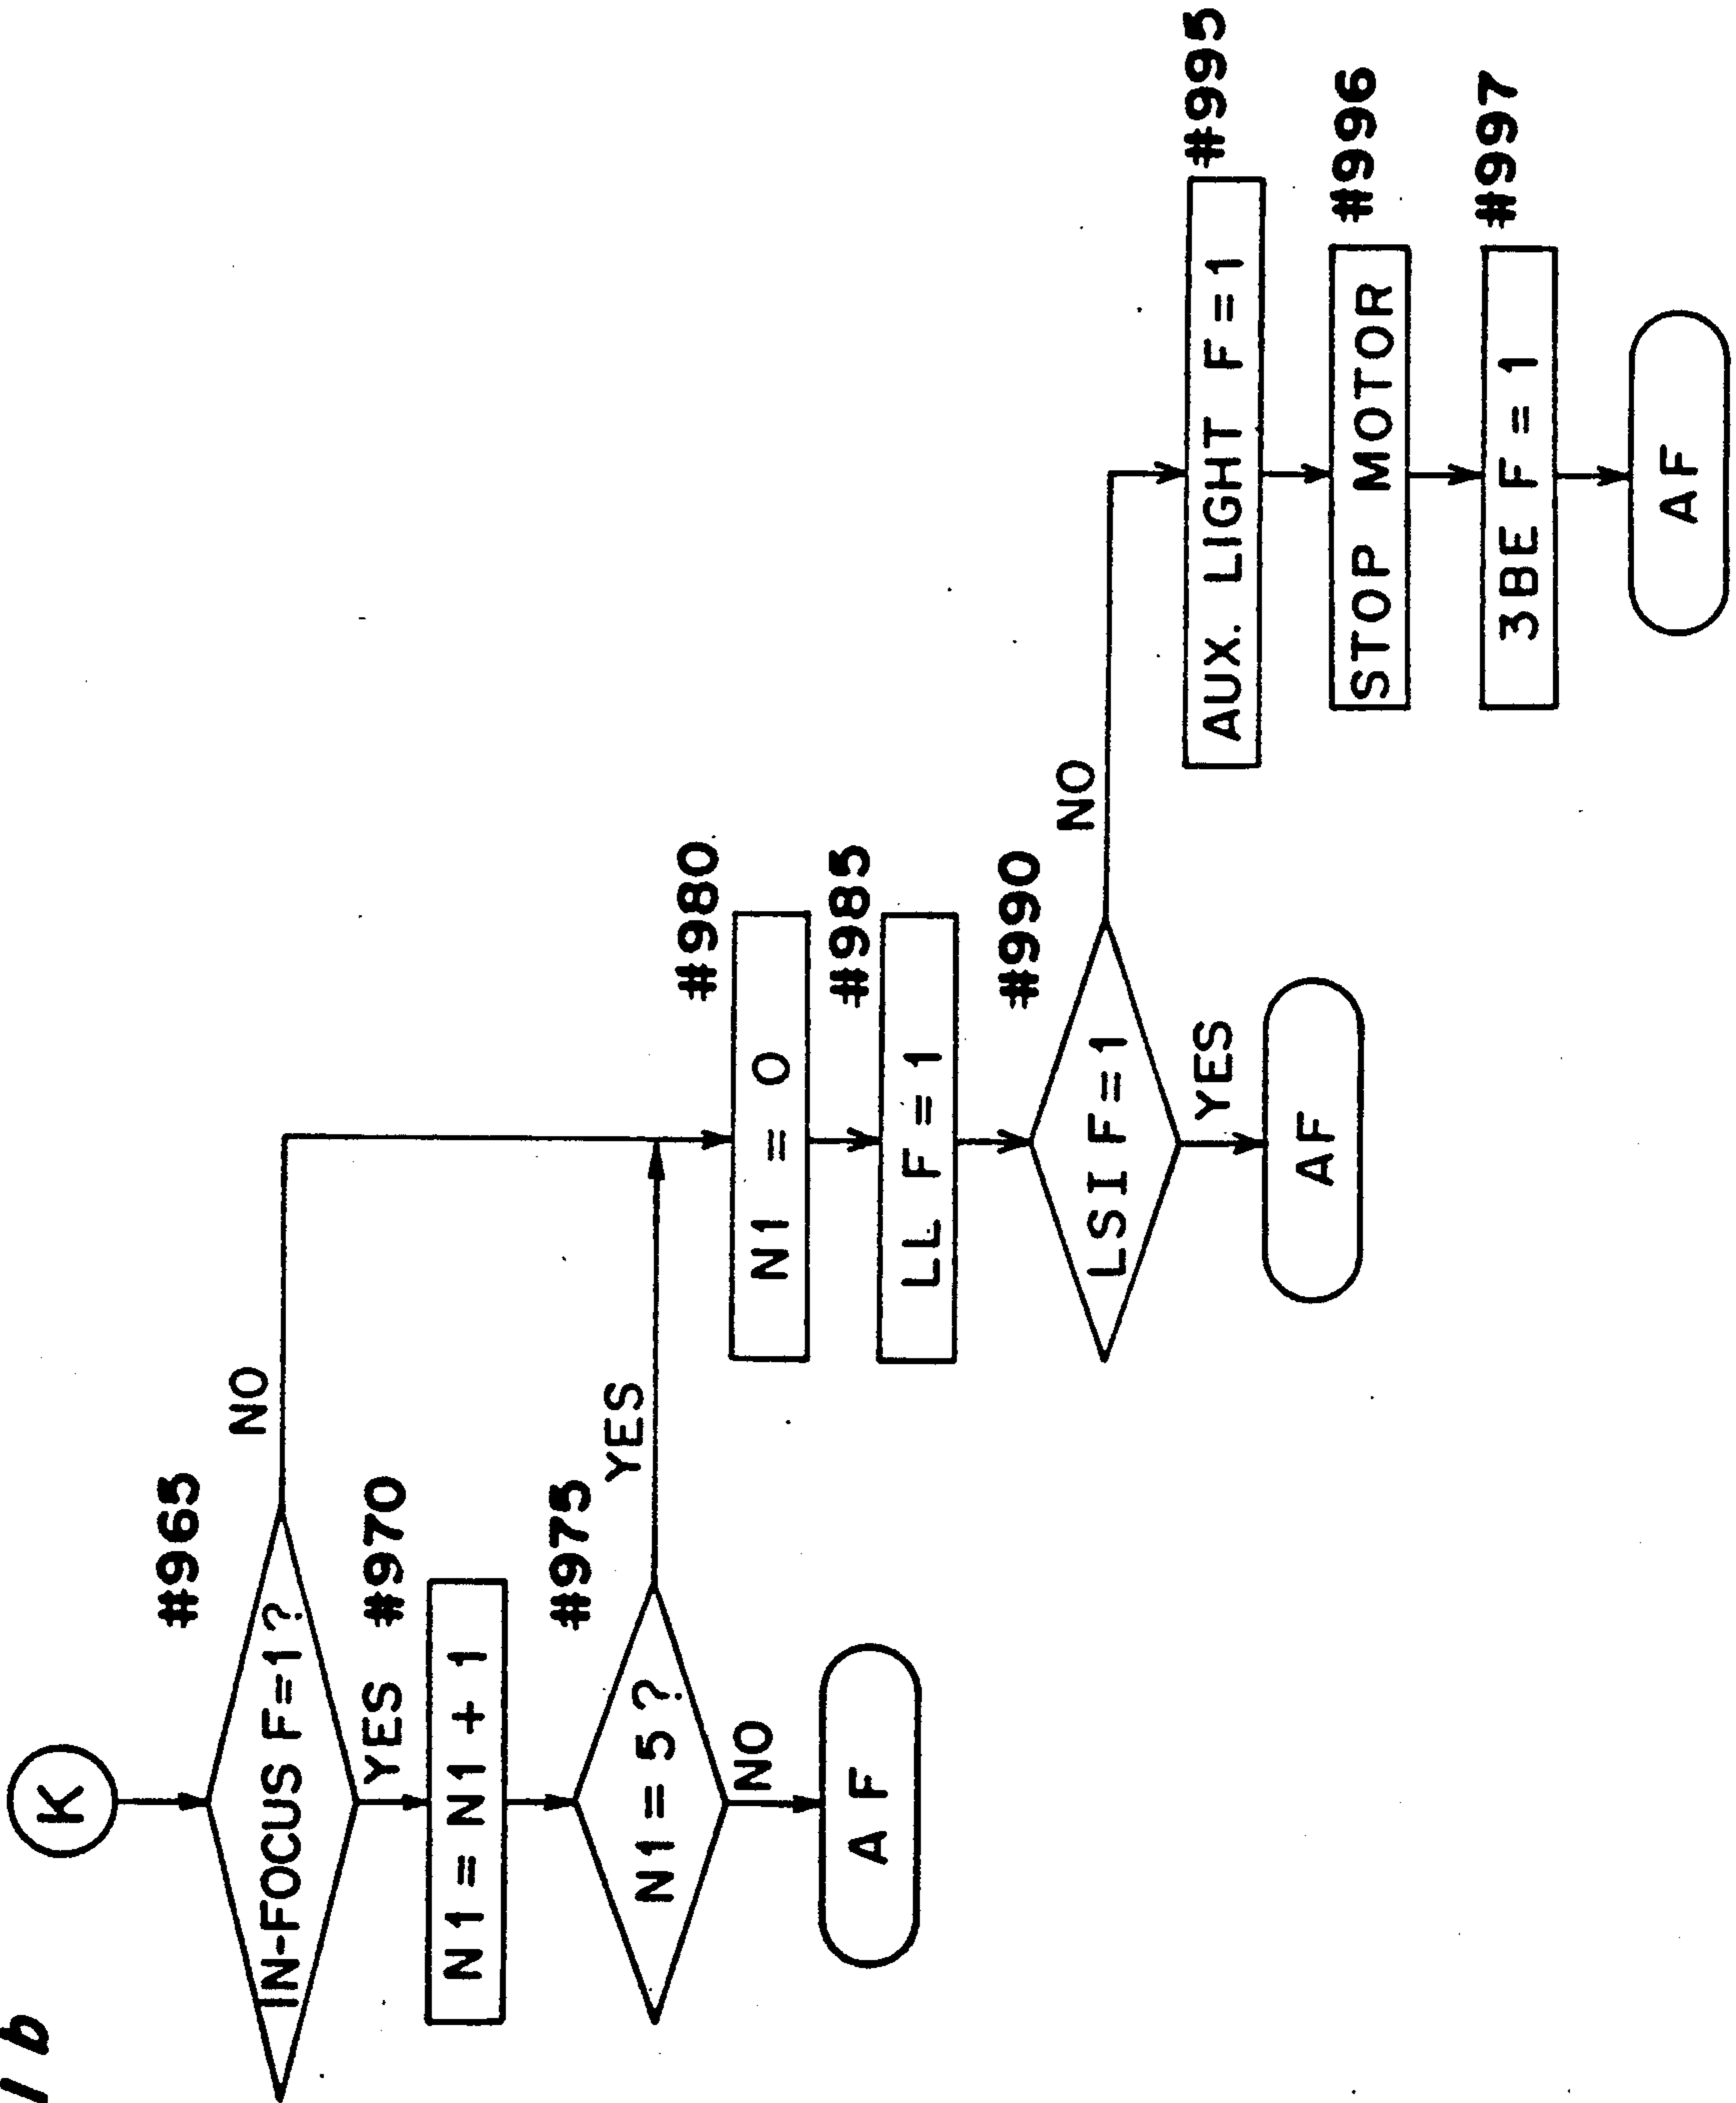 1b
K
#965
IN-FOCUS F=1?
NO
YES
#970
N1 = N1 + 1
#975
N1 = 5?
YES
NO
AF
#980
N1 = 0
#985
LL F = 1
#990
LSI F = 1
NO
YES
AF
#995
AUX. LIGHT F = 1
#996
STOP MOTOR
#997
3BE F = 1
AF